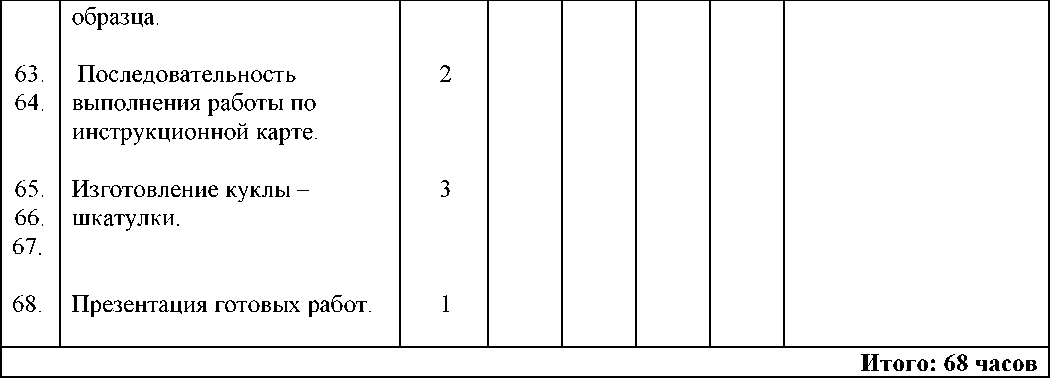 образца.
63. Последовательность 2
64. выполнения работы по
инструкционной карте.
65. Изготовление куклы – 3
66. шкатулки.
67.
68. Презентация готовых работ. 1
Итого: 68 часов